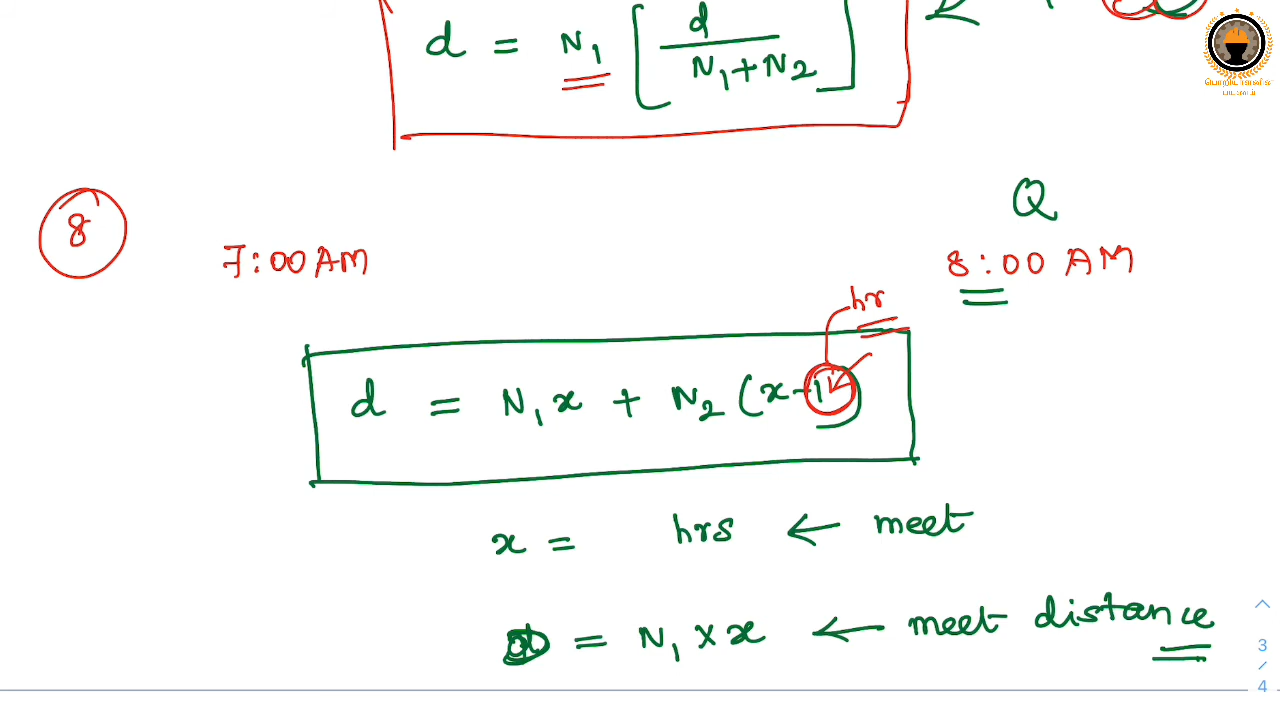 d = N₁ [ d / N₁+N₂ ]
Q
8
7:00 AM
8:00 AM
hr
d = N₁x + N₂ (x-1)
x = hrs ← meet
= N₁ × x ← meet distance
3
/
4